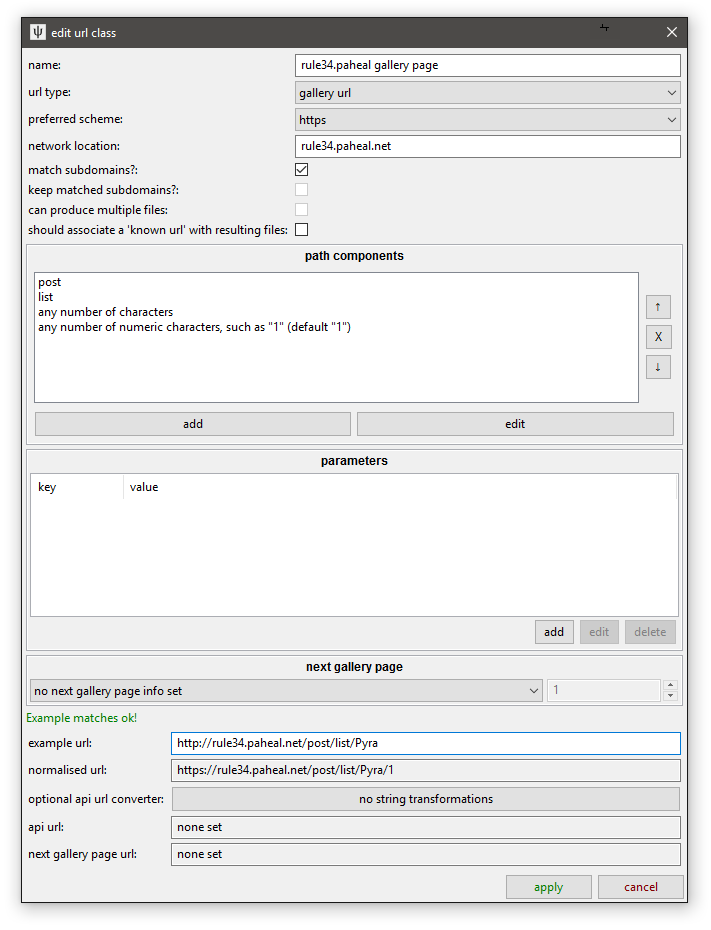 edit url class
name: rule34.paheal gallery page
url type: gallery url
preferred scheme: https
network location: rule34.paheal.net
match subdomains?:
keep matched subdomains?:
can produce multiple files:
should associate a 'known url' with resulting files:
path components
post
list
any number of characters
any number of numeric characters, such as "1" (default "1")
↑
X
↓
add edit
parameters
key value
add edit delete
next gallery page
no next gallery page info set 1
Example matches ok!
example url: http://rule34.paheal.net/post/list/Pyra
normalised url: https://rule34.paheal.net/post/list/Pyra/1
optional api url converter: no string transformations
api url: none set
next gallery page url: none set
apply cancel